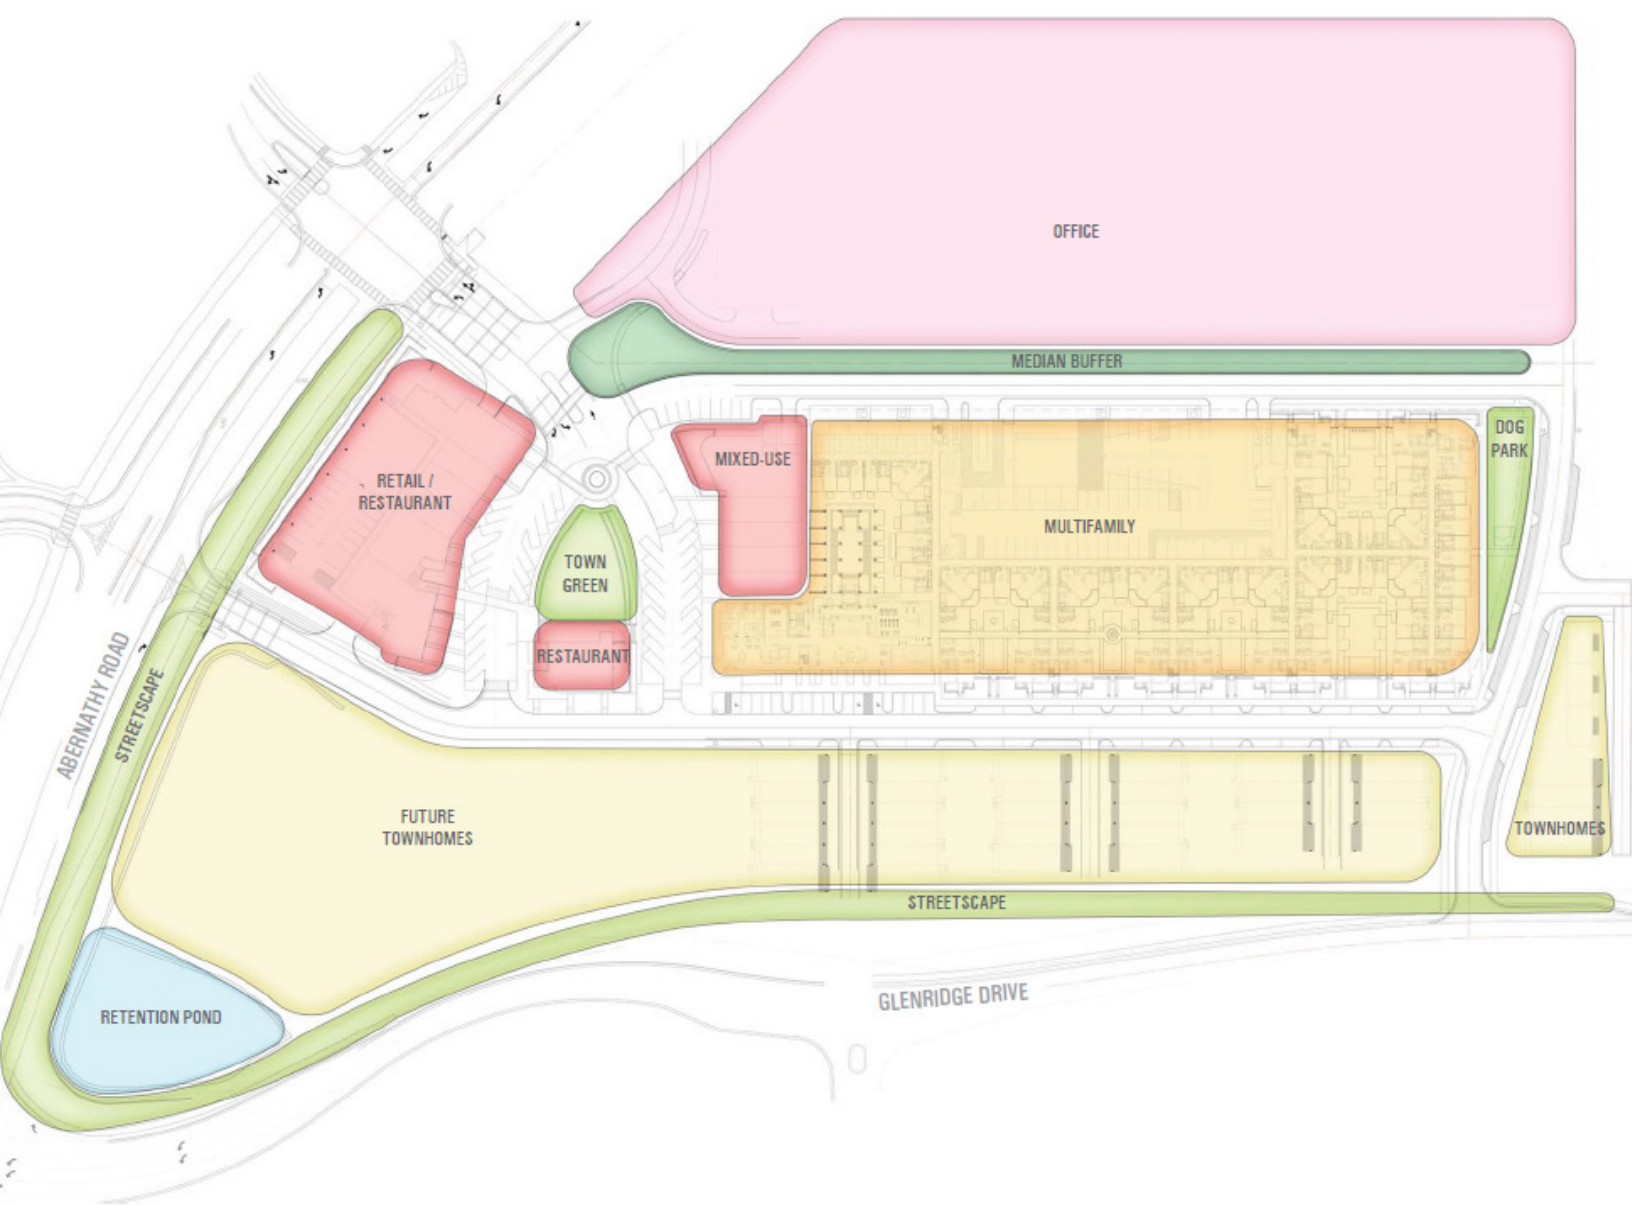 OFFICE
MEDIAN BUFFER
DOG
PARK
MIXED-USE
RETAIL /
RESTAURANT
MULTIFAMILY
TOWN
GREEN
RESTAURANT
ABERNATHY ROAD
STREETSCAPE
FUTURE
TOWNHOMES
TOWNHOMES
STREETSCAPE
GLENRIDGE DRIVE
RETENTION POND